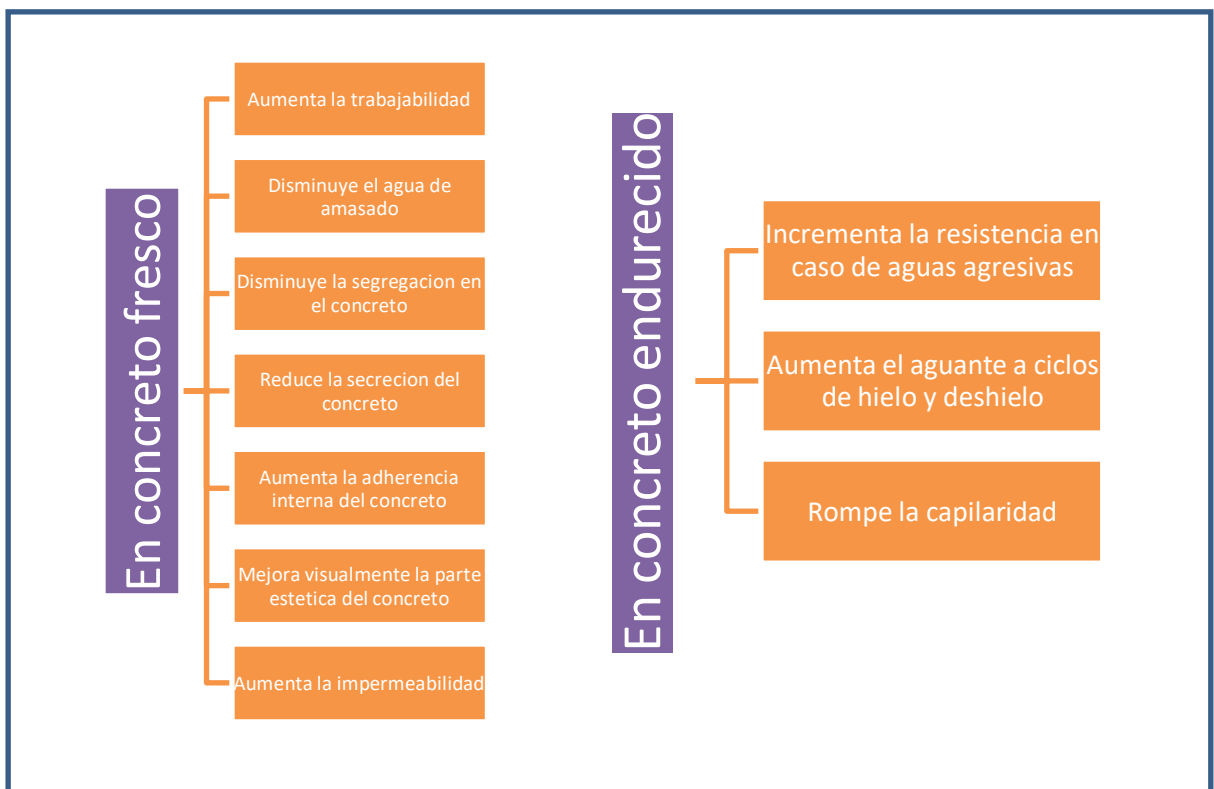 En concreto fresco
Aumenta la trabajabilidad
Disminuye el agua de
amasado
Disminuye la segregacion en
el concreto
Reduce la secrecion del
concreto
Aumenta la adherencia
interna del concreto
Mejora visualmente la parte
estetica del concreto
Aumenta la impermeabilidad
En concreto endurecido
Incrementa la resistencia en
caso de aguas agresivas
Aumenta el aguante a ciclos
de hielo y deshielo
Rompe la capilaridad